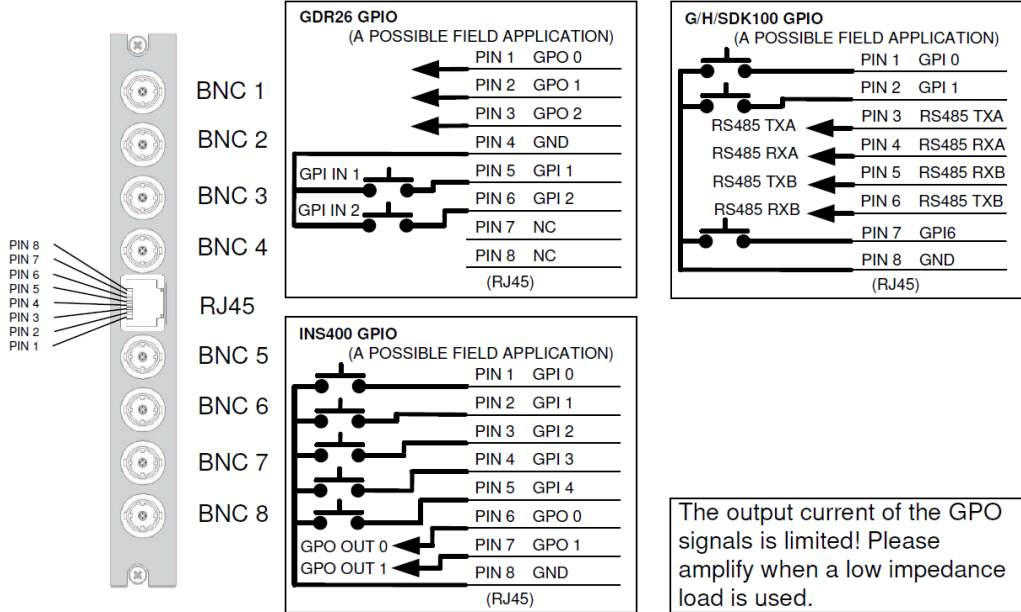 BNC 1
BNC 2
BNC 3
BNC 4
RJ45
BNC 5
BNC 6
BNC 7
BNC 8
PIN 8
PIN 7
PIN 6
PIN 5
PIN 4
PIN 3
PIN 2
PIN 1
GDR26 GPIO
(A POSSIBLE FIELD APPLICATION)
PIN 1 GPO 0
PIN 2 GPO 1
PIN 3 GPO 2
PIN 4 GND
GPI IN 1 PIN 5 GPI 1
GPI IN 2 PIN 6 GPI 2
PIN 7 NC
PIN 8 NC
(RJ45)
G/H/SDK100 GPIO
(A POSSIBLE FIELD APPLICATION)
PIN 1 GPI 0
PIN 2 GPI 1
RS485 TXA PIN 3 RS485 TXA
RS485 RXA PIN 4 RS485 RXA
RS485 TXB PIN 5 RS485 RXB
RS485 RXB PIN 6 RS485 TXB
PIN 7 GPI6
PIN 8 GND
(RJ45)
INS400 GPIO
(A POSSIBLE FIELD APPLICATION)
PIN 1 GPI 0
PIN 2 GPI 1
PIN 3 GPI 2
PIN 4 GPI 3
PIN 5 GPI 4
PIN 6 GPO 0
GPO OUT 0 PIN 7 GPO 1
GPO OUT 1 PIN 8 GND
(RJ45)
The output current of the GPO
signals is limited! Please
amplify when a low impedance
load is used.